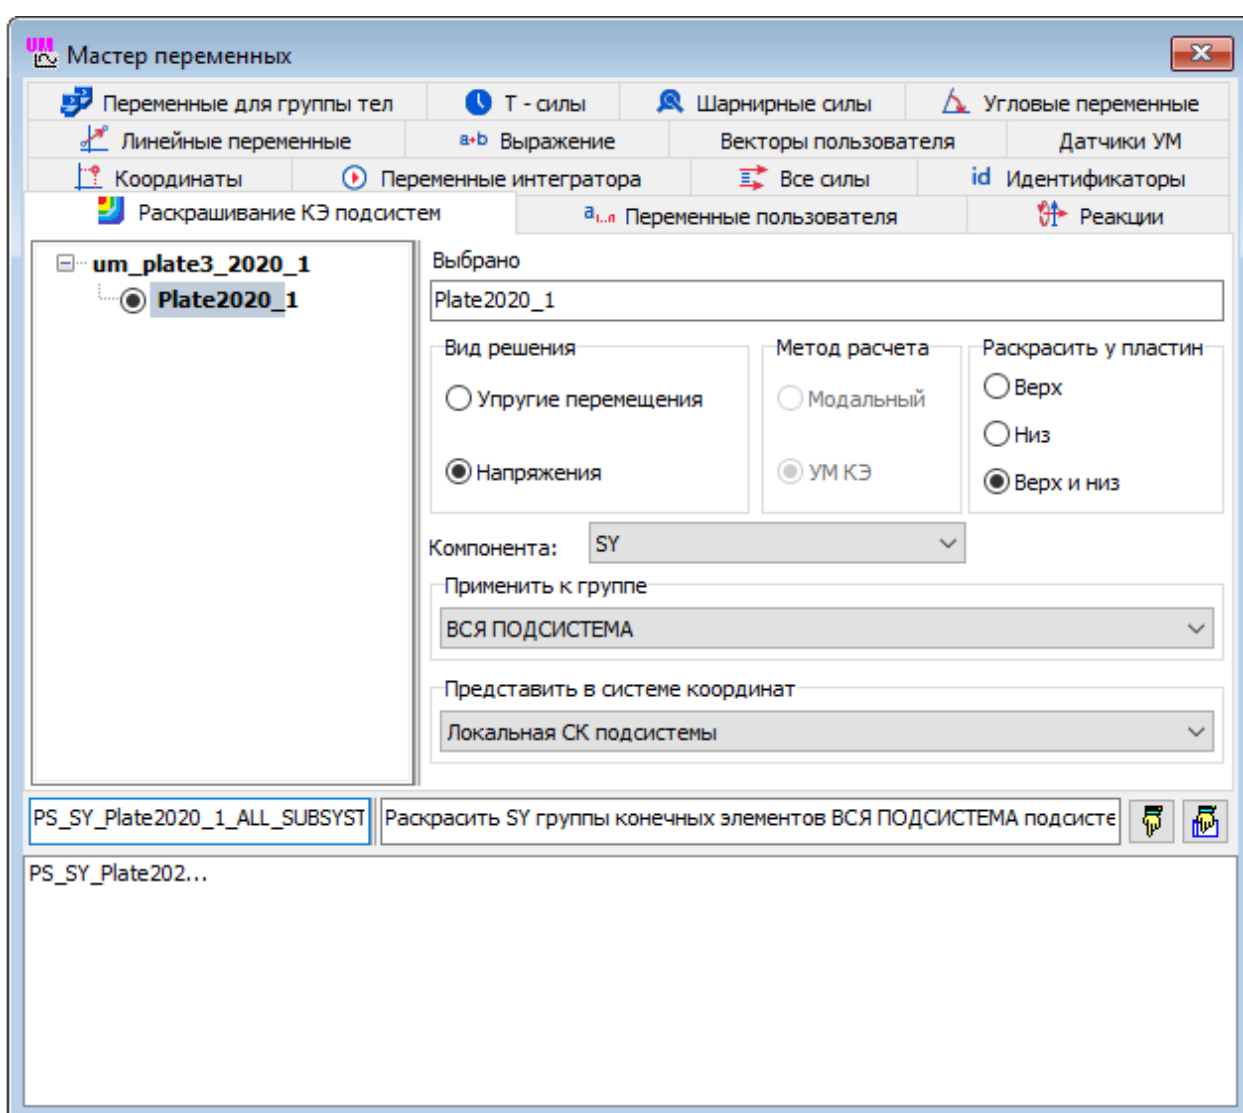 UM Мастер переменных
Переменные для группы тел T - силы Шарнирные силы Угловые переменные
Линейные переменные a+b Выражение Векторы пользователя Датчики УМ
Координаты Переменные интегратора Все силы id Идентификаторы
Раскрашивание КЭ подсистем a1..n Переменные пользователя Реакции
um_plate3_2020_1
Plate2020_1
Выбрано
Plate2020_1
Вид решения
Упругие перемещения
Напряжения
Метод расчета
Модальный
УМ КЭ
Раскрасить у пластин
Верх
Низ
Верх и низ
Компонента: SY
Применить к группе
ВСЯ ПОДСИСТЕМА
Представить в системе координат
Локальная СК подсистемы
PS_SY_Plate2020_1_ALL_SUBSYST Раскрасить SY группы конечных элементов ВСЯ ПОДСИСТЕМА подсисте
PS_SY_Plate202...